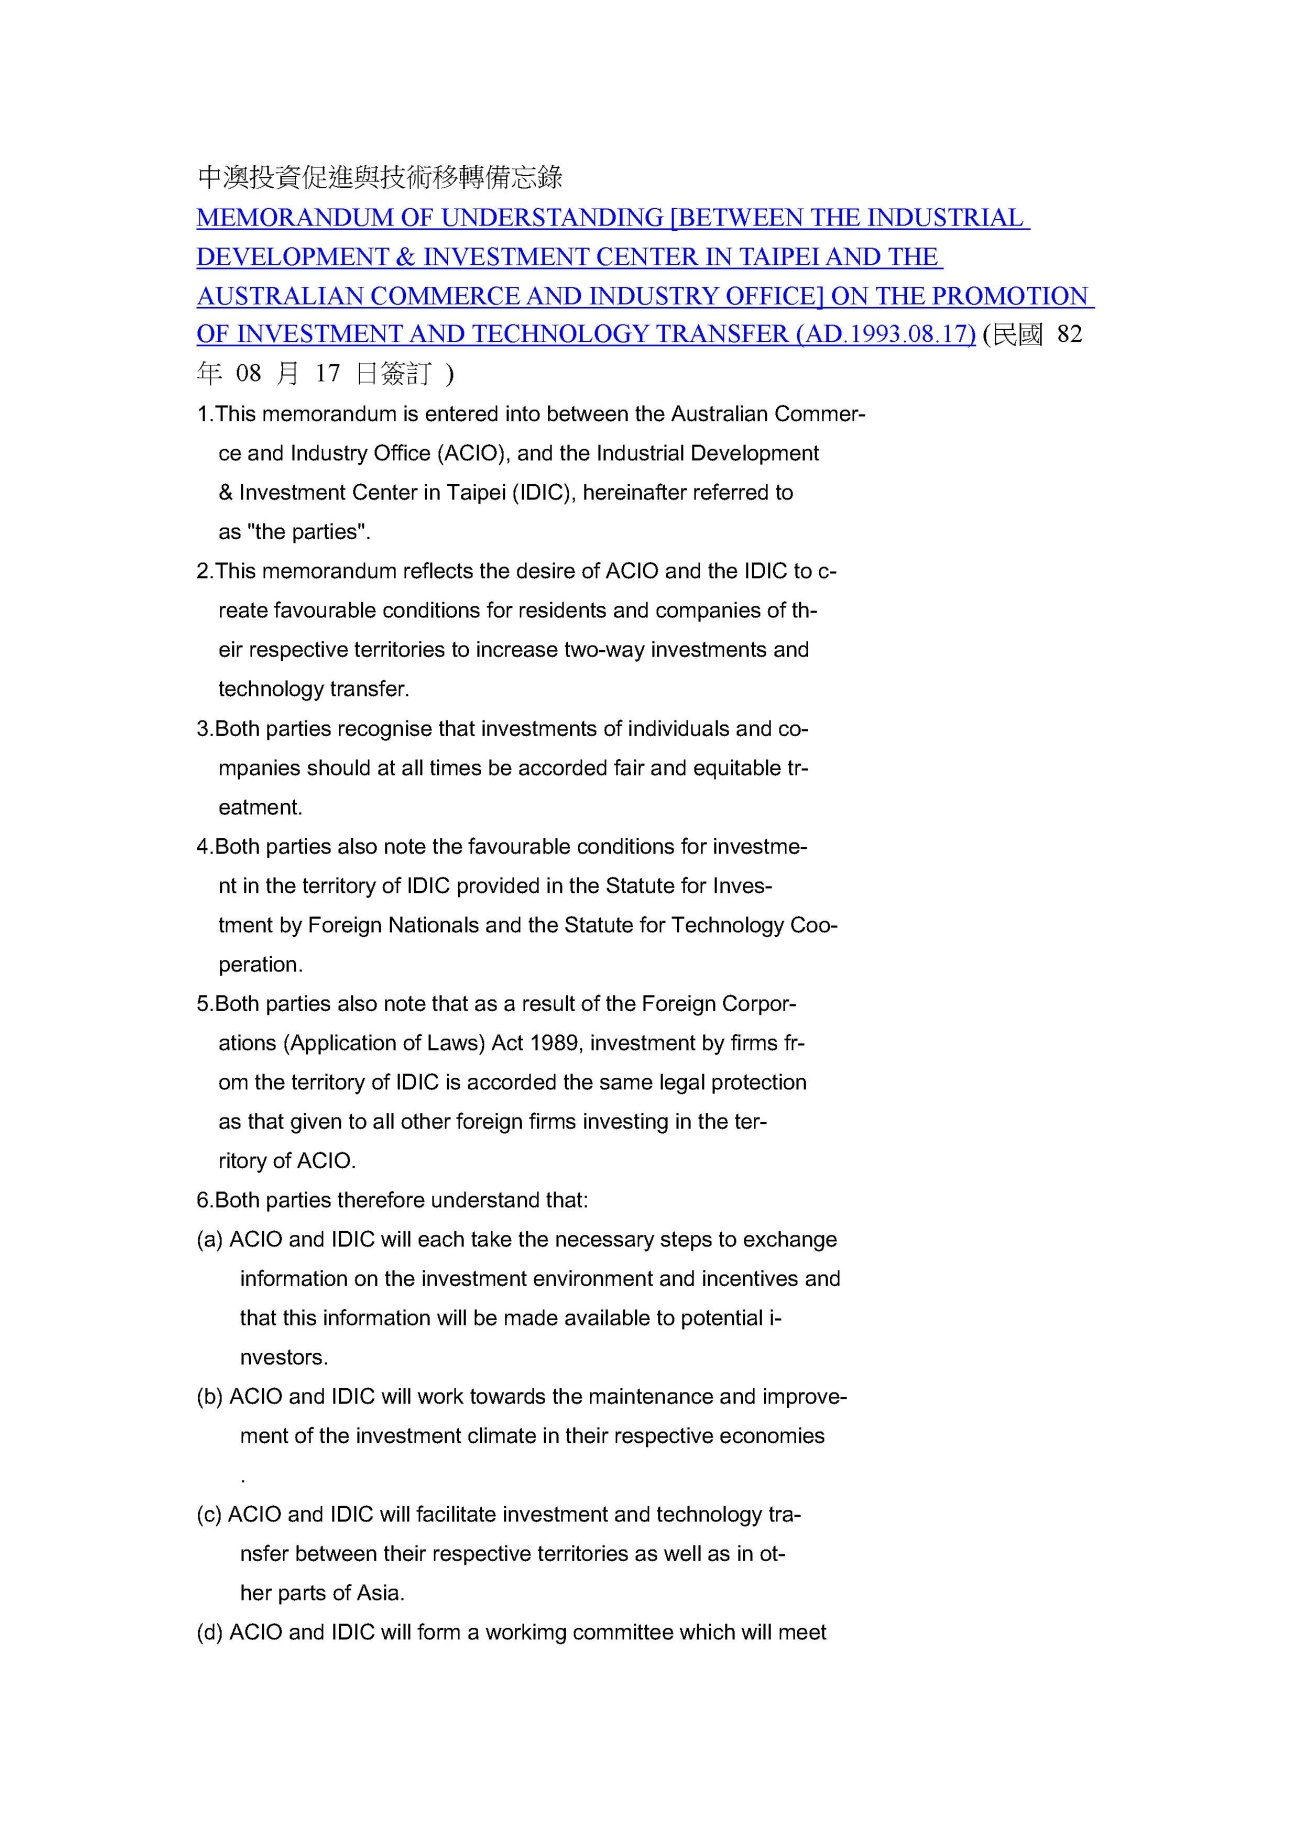 中澳投資促進與技術移轉備忘錄
MEMORANDUM OF UNDERSTANDING [BETWEEN THE INDUSTRIAL
DEVELOPMENT & INVESTMENT CENTER IN TAIPEI AND THE
AUSTRALIAN COMMERCE AND INDUSTRY OFFICE] ON THE PROMOTION
OF INVESTMENT AND TECHNOLOGY TRANSFER (AD.1993.08.17) (民國 82
年 08 月 17 日簽訂 )
1.This memorandum is entered into between the Australian Commer-
ce and Industry Office (ACIO), and the Industrial Development
& Investment Center in Taipei (IDIC), hereinafter referred to
as "the parties".
2.This memorandum reflects the desire of ACIO and the IDIC to c-
reate favourable conditions for residents and companies of th-
eir respective territories to increase two-way investments and
technology transfer.
3.Both parties recognise that investments of individuals and co-
mpanies should at all times be accorded fair and equitable tr-
eatment.
4.Both parties also note the favourable conditions for investme-
nt in the territory of IDIC provided in the Statute for Inves-
tment by Foreign Nationals and the Statute for Technology Coo-
peration.
5.Both parties also note that as a result of the Foreign Corpor-
ations (Application of Laws) Act 1989, investment by firms fr-
om the territory of IDIC is accorded the same legal protection
as that given to all other foreign firms investing in the ter-
ritory of ACIO.
6.Both parties therefore understand that:
(a) ACIO and IDIC will each take the necessary steps to exchange
information on the investment environment and incentives and
that this information will be made available to potential i-
nvestors.
(b) ACIO and IDIC will work towards the maintenance and improve-
ment of the investment climate in their respective economies
.
(c) ACIO and IDIC will facilitate investment and technology tra-
nsfer between their respective territories as well as in ot-
her parts of Asia.
(d) ACIO and IDIC will form a workimg committee which will meet